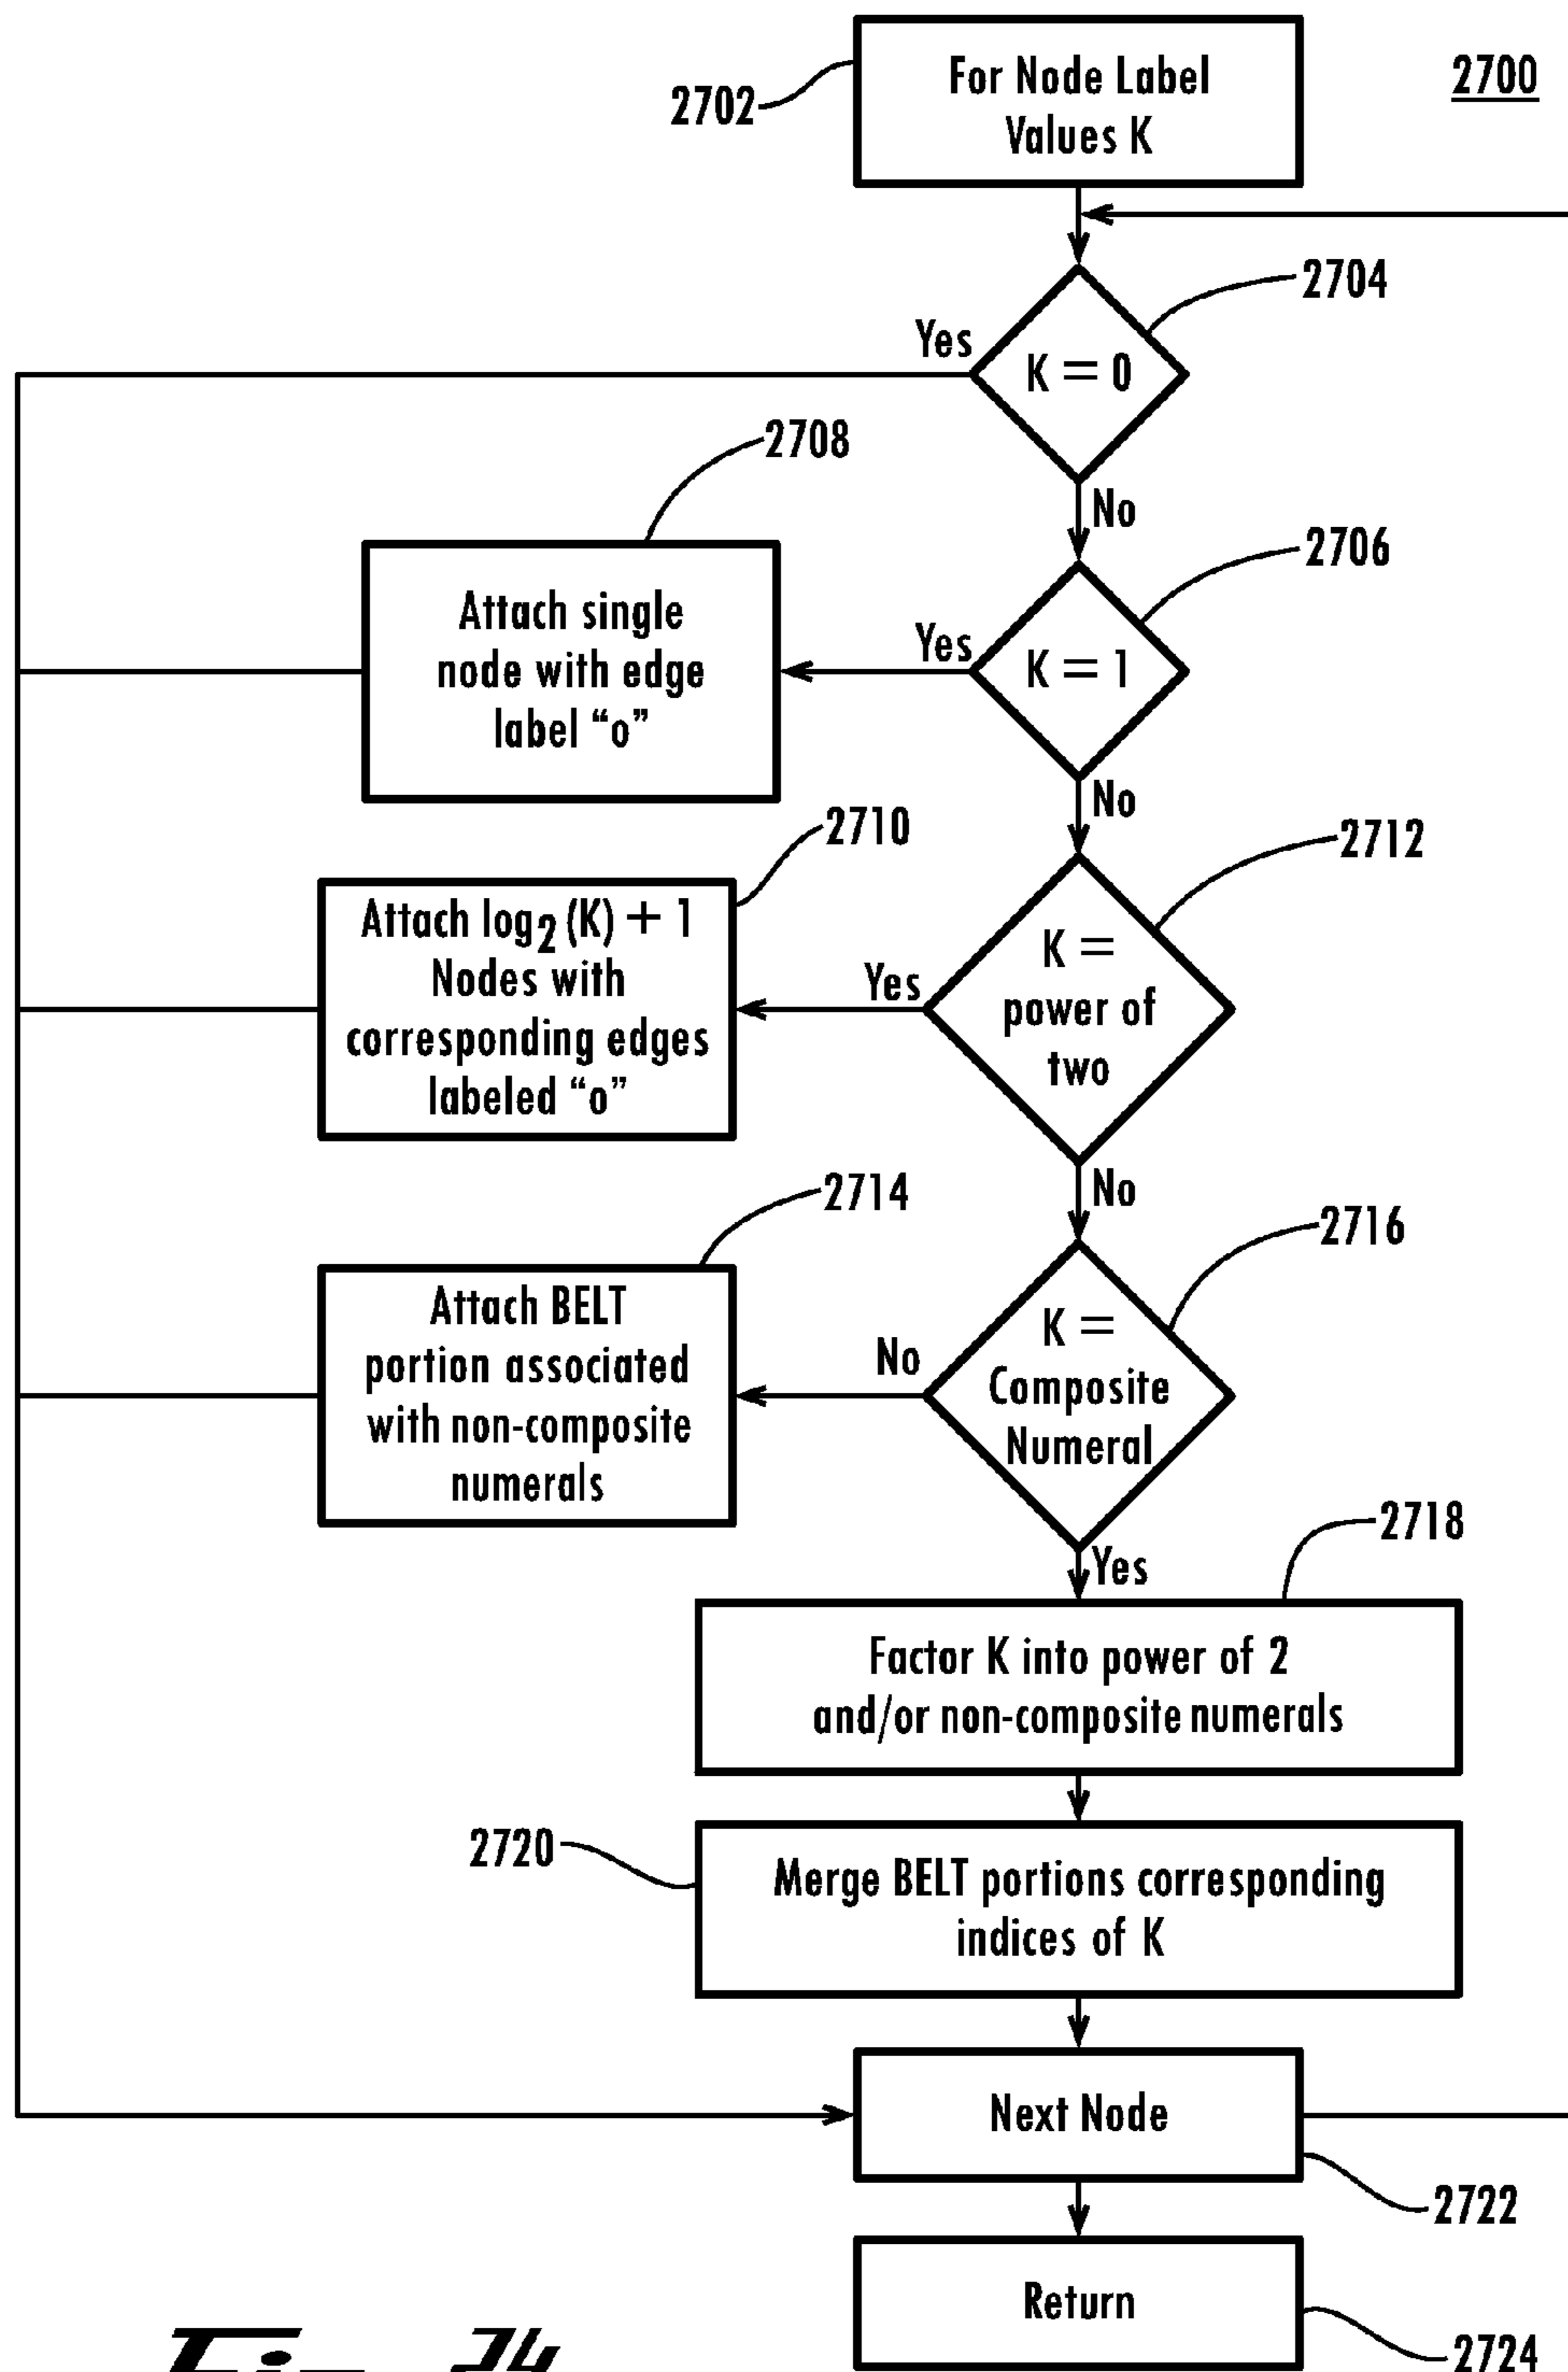 For Node Label
Values K
2700
2702
2704
Yes
K = 0
2708
No
2706
Attach single
node with edge
label “o”
Yes
K = 1
No
2710
2712
Attach log2 (K) + 1
Nodes with
corresponding edges
labeled “o”
Yes
K =
power of
two
No
2714
2716
Attach BELT
portion associated
with non-composite
numerals
No
K =
Composite
Numeral
2718
Yes
Factor K into power of 2
and/or non-composite numerals
2720
Merge BELT portions corresponding
indices of K
Next Node
2722
Return
2724